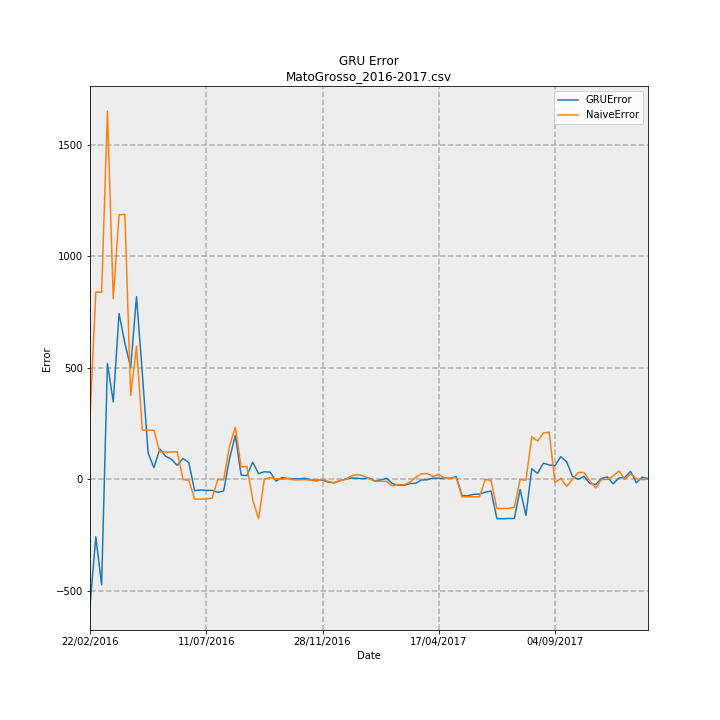 GRU Error
MatoGrosso_2016-2017.csv
GRUError
NaiveError
1500
1000
500
0
−500
Error
22/02/2016
11/07/2016
28/11/2016
17/04/2017
04/09/2017
Date